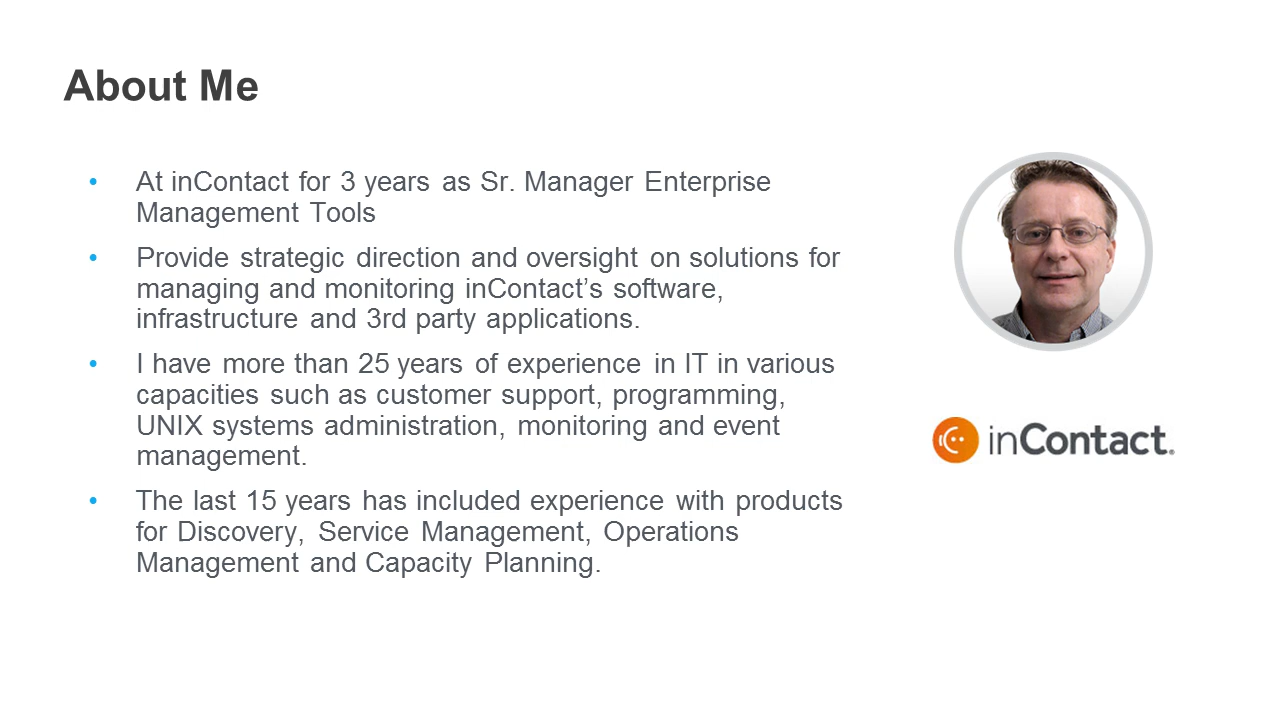 About Me
• At inContact for 3 years as Sr. Manager Enterprise
Management Tools
• Provide strategic direction and oversight on solutions for
managing and monitoring inContact’s software,
infrastructure and 3rd party applications.
• I have more than 25 years of experience in IT in various
capacities such as customer support, programming,
UNIX systems administration, monitoring and event
management.
• The last 15 years has included experience with products
for Discovery, Service Management, Operations
Management and Capacity Planning.
inContact®